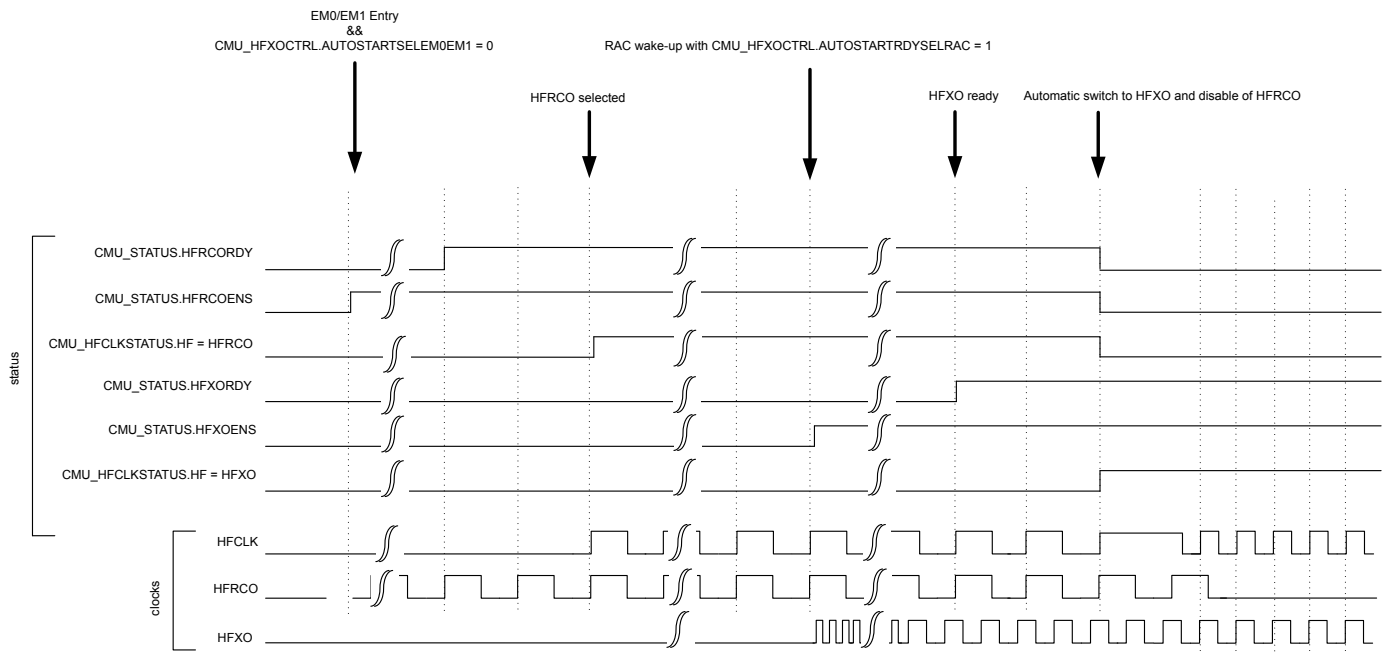 EM0/EM1 Entry
&&
CMU_HFXOCTRL.AUTOSTARTSELEM0EM1 = 0
RAC wake-up with CMU_HFXOCTRL.AUTOSTARTRDYSELRAC = 1
HFRCO selected
HFXO ready
Automatic switch to HFXO and disable of HFRCO
status
CMU_STATUS.HFRCORDY
CMU_STATUS.HFRCOENS
CMU_HFCLKSTATUS.HF = HFRCO
CMU_STATUS.HFXORDY
CMU_STATUS.HFXOENS
CMU_HFCLKSTATUS.HF = HFXO
clocks
HFCLK
HFRCO
HFXO